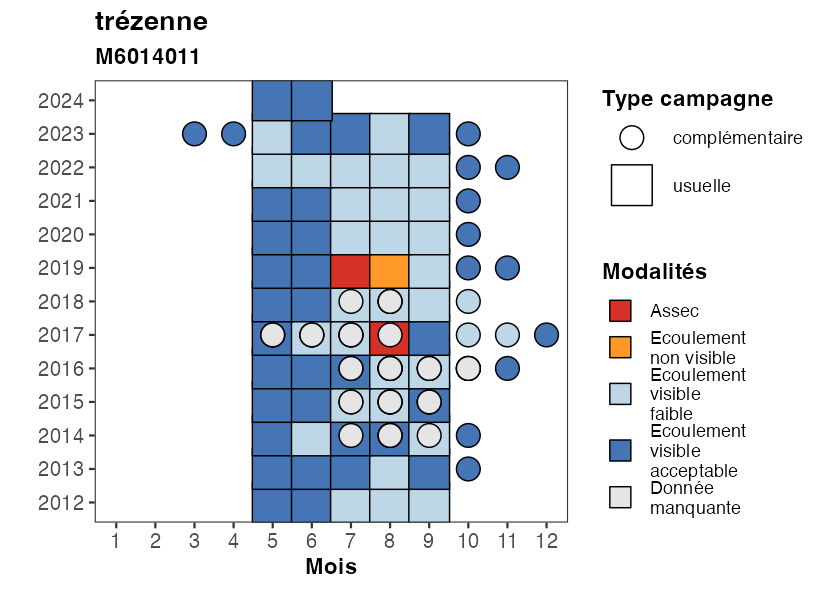 trézenne
M6014011
2024
2023
2022
2021
2020
2019
2018
2017
2016
2015
2014
2013
2012
1 2 3 4 5 6 7 8 9 10 11 12
Mois
Type campagne
complémentaire
usuelle
Modalités
Assec
Ecoulement
non visible
Ecoulement
visible
faible
Ecoulement
visible
acceptable
Donnée
manquante